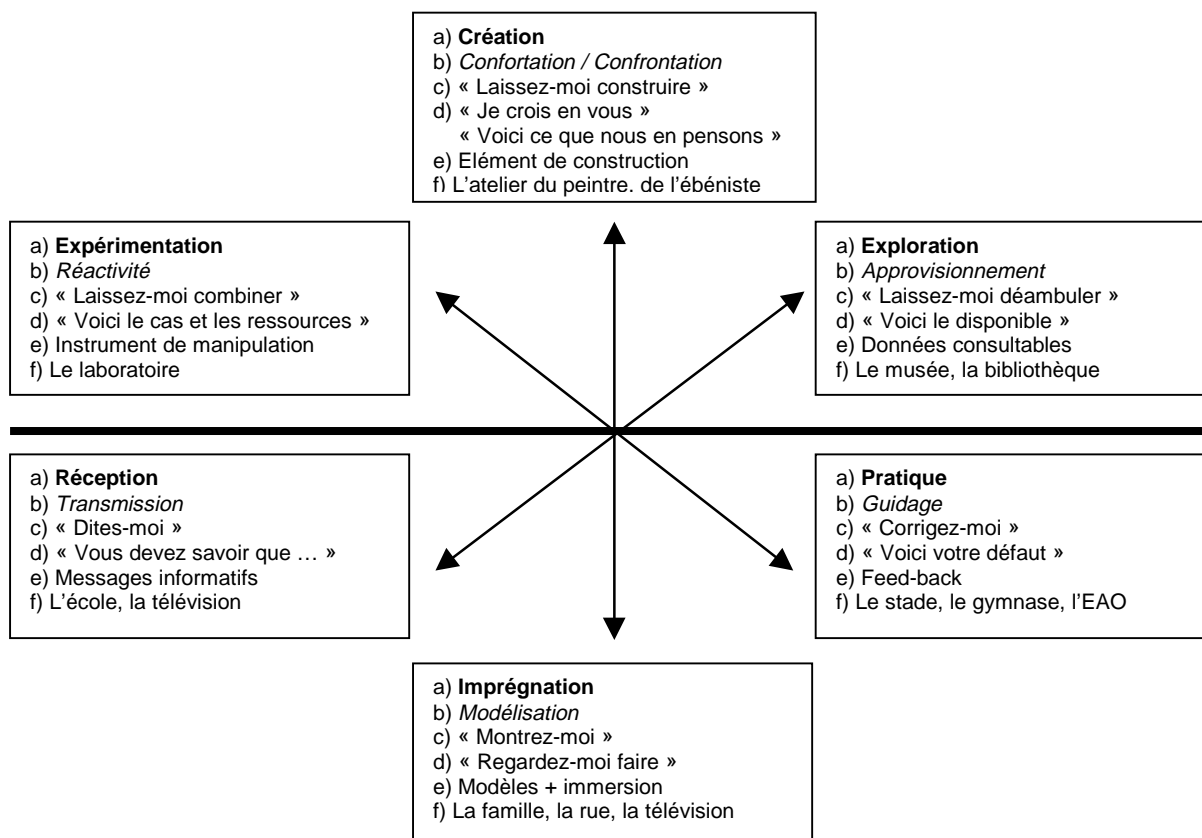 a) Création
b) Confortation / Confrontation
c) « Laissez-moi construire »
d) « Je crois en vous »
« Voici ce que nous en pensons »
e) Elément de construction
f) L’atelier du peintre, de l’ébéniste
a) Expérimentation
b) Réactivité
c) « Laissez-moi combiner »
d) « Voici le cas et les ressources »
e) Instrument de manipulation
f) Le laboratoire
a) Exploration
b) Approvisionnement
c) « Laissez-moi déambuler »
d) « Voici le disponible »
e) Données consultables
f) Le musée, la bibliothèque
a) Réception
b) Transmission
c) « Dites-moi »
d) « Vous devez savoir que … »
e) Messages informatifs
f) L’école, la télévision
a) Pratique
b) Guidage
c) « Corrigez-moi »
d) « Voici votre défaut »
e) Feed-back
f) Le stade, le gymnase, l’EAO
a) Imprégnation
b) Modélisation
c) « Montrez-moi »
d) « Regardez-moi faire »
e) Modèles + immersion
f) La famille, la rue, la télévision